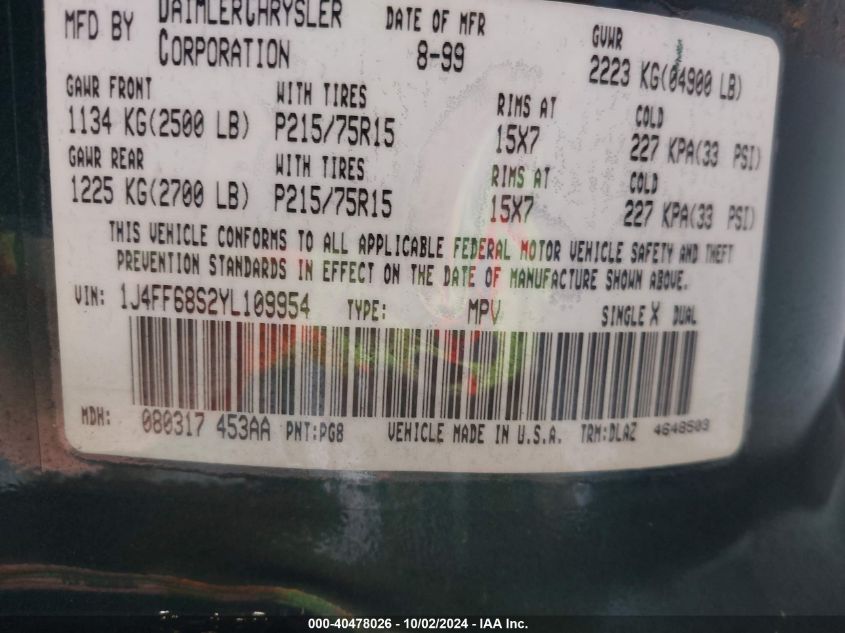 MFD BY DAIMLERCHRYSLER CORPORATION DATE OF MFR 8-99 GVWR 2223 KG(04900 LB)
GAWR FRONT WITH TIRES RIMS AT COLD
1134 KG(2500 LB) P215/75R15 15X7 227 KPA(33 PSI)
GAWR REAR WITH TIRES RIMS AT COLD
1225 KG(2700 LB) P215/75R15 15X7 227 KPA(33 PSI)
THIS VEHICLE CONFORMS TO ALL APPLICABLE FEDERAL MOTOR VEHICLE SAFETY AND THEFT
PREVENTION STANDARDS IN EFFECT ON THE DATE OF MANUFACTURE SHOWN ABOVE.
VIN: 1J4FF68S2YL109954 TYPE: MPV SINGLE X DUAL
MDH: 080317 453AA PNT:PG8 VEHICLE MADE IN U.S.A. TRM:DLAZ 4648503
000-40478026 - 10/02/2024 - IAA Inc.